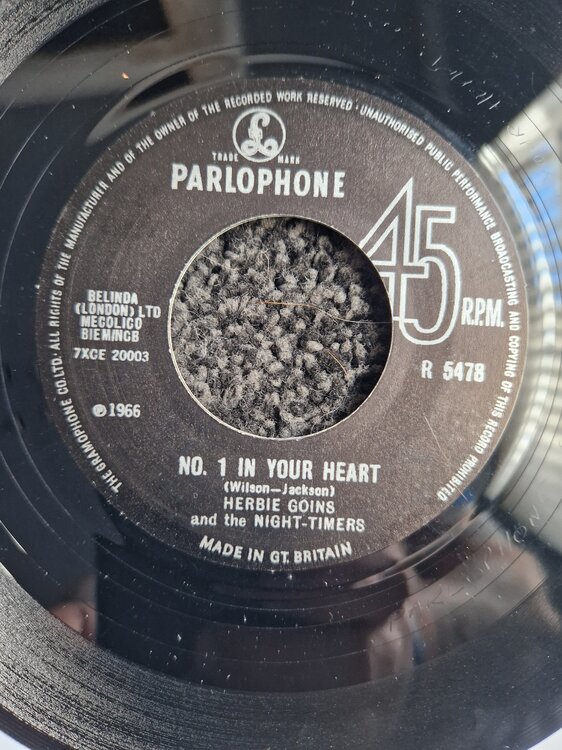 THE GRAMOPHONE CO.LTD. ALL RIGHTS OF THE MANUFACTURER AND OF THE OWNER OF THE RECORDED WORK RESERVED · UNAUTHORISED PUBLIC PERFORMANCE BROADCASTING AND COPYING OF THIS RECORD PROHIBITED
£
TRADE MARK
PARLOPHONE
45
R.P.M.
BELINDA
(LONDON) LTD
MECOLICO
BIEM/NCB
7XCE 20003
R 5478
℗1966
NO. 1 IN YOUR HEART
(Wilson—Jackson)
HERBIE GOINS
and the NIGHT-TIMERS
MADE IN GT. BRITAIN